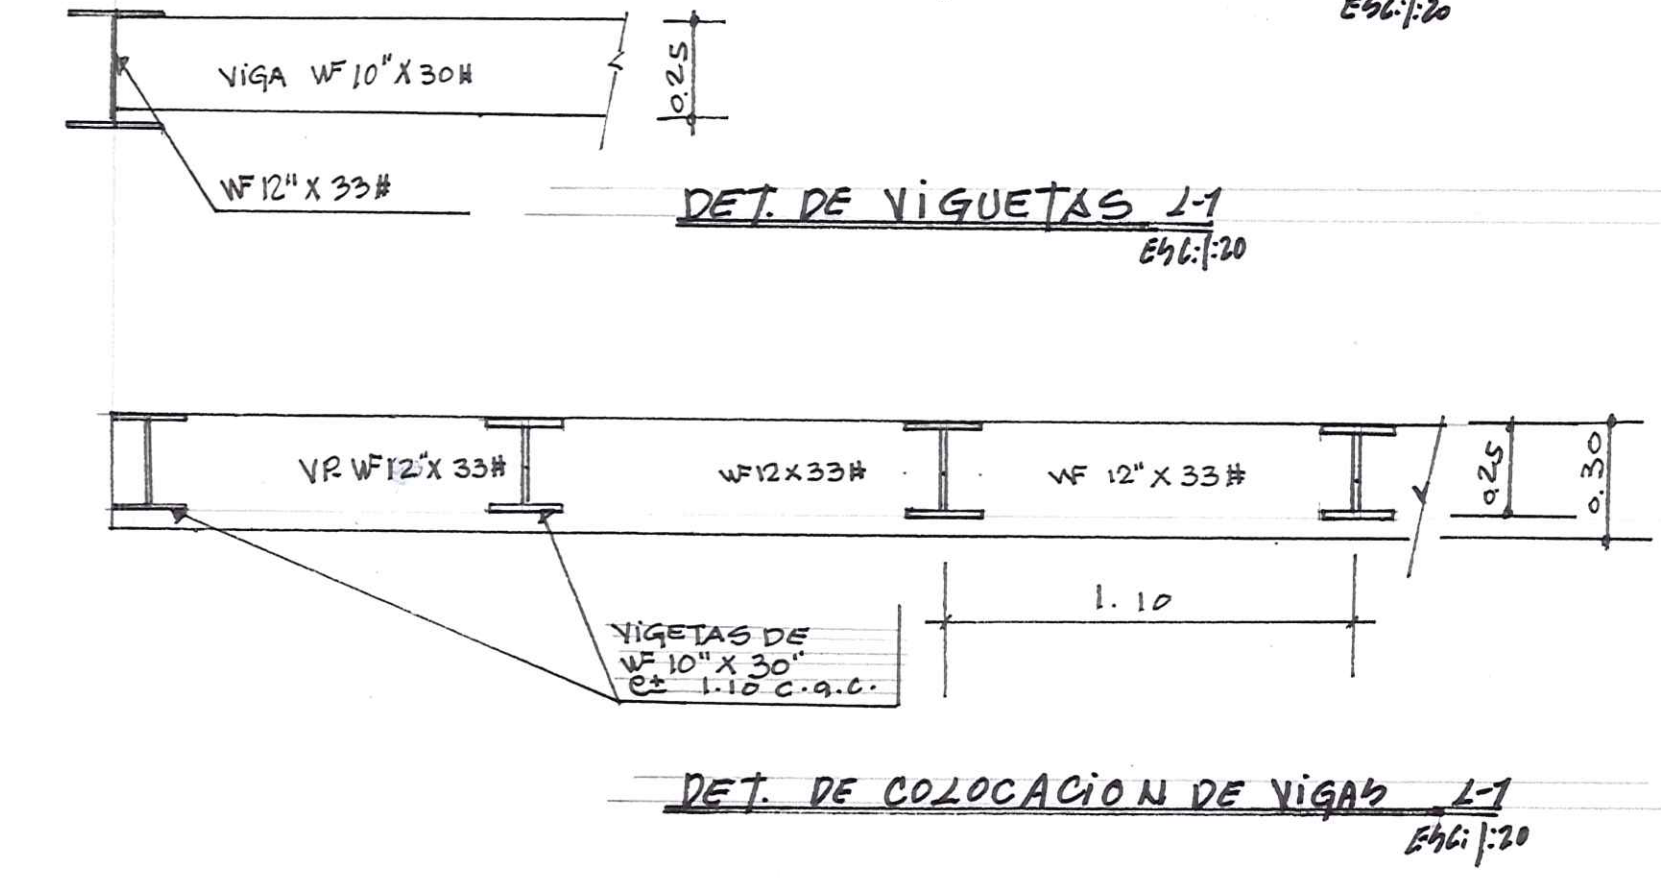 ESC:1:20
VIGA WF 10" X 30#
0.25
WF 12" X 33#
DET. DE VIGUETAS L-1
ESC:1:20
VP. WF 12" X 33#
WF 12 X 33#
WF 12" X 33#
0.25
0.30
1.10
VIGETAS DE
WF 10" X 30"
@± 1.10 C.a.C.
DET. DE COLOCACION DE VIGAS L-1
ESC: 1:20